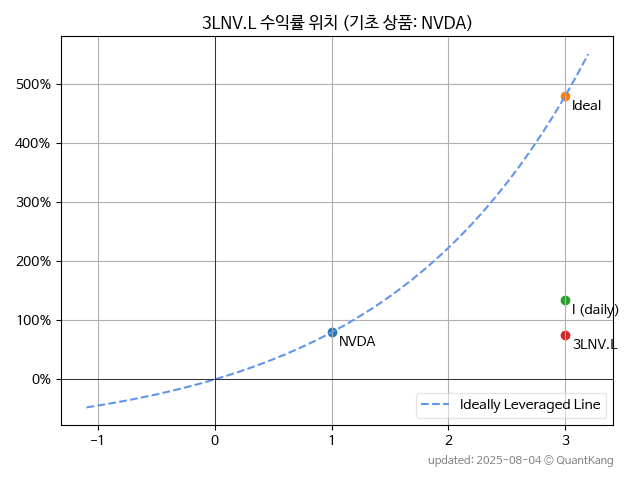 3LNV.L 수익률 위치 (기초 상품: NVDA)
500%
400%
300%
200%
100%
0%
Ideal
I (daily)
NVDA
3LNV.L
Ideally Leveraged Line
−1 0 1 2 3
updated: 2025-08-04 © QuantKang